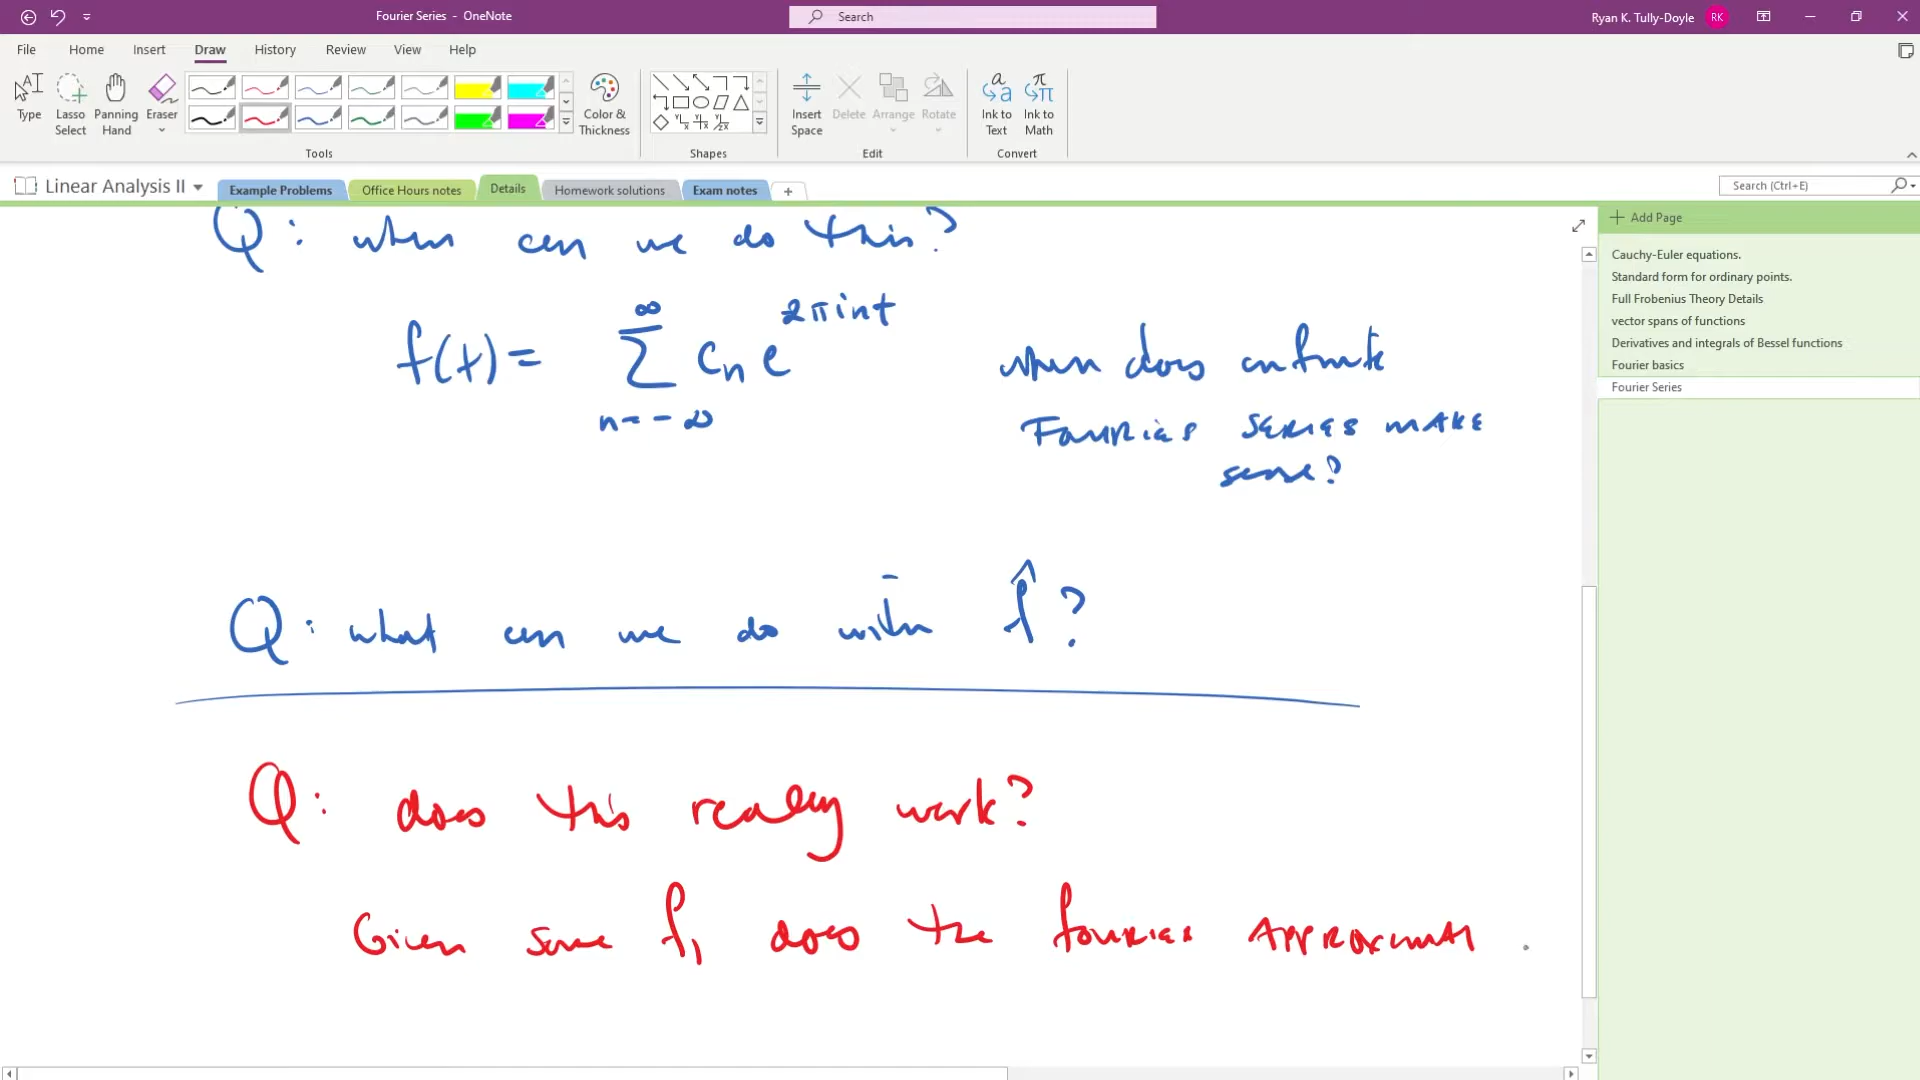 Fourier Series - OneNote
Search
Ryan K. Tully-Doyle
RK
File Home Insert Draw History Review View Help
Type
Lasso Select
Panning Hand
Eraser
Color & Thickness
Insert Space
Delete
Arrange
Rotate
Ink to Text
Ink to Math
Tools
Shapes
Edit
Convert
Linear Analysis II
Example Problems
Office Hours notes
Details
Homework solutions
Exam notes
Search (Ctrl+E)
Add Page
Cauchy-Euler equations.
Standard form for ordinary points.
Full Frobenius Theory Details
vector spans of functions
Derivatives and integrals of Bessel functions
Fourier basics
Fourier Series
Q: when can we do this?
f(t) = ∑_{n=-∞}^{∞} c_n e^{2πint}
when does infinite
Fourier series make
sense?
Q: what can we do with f̂?
Q: does this really work?
Given some f, does the fourier approximat